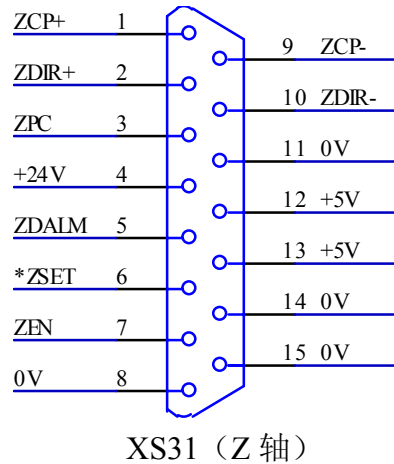 ZCP+ 1
ZDIR+ 2
ZPC 3
+24V 4
ZDALM 5
*ZSET 6
ZEN 7
0V 8
9 ZCP-
10 ZDIR-
11 0V
12 +5V
13 +5V
14 0V
15 0V
XS31（Z 轴）